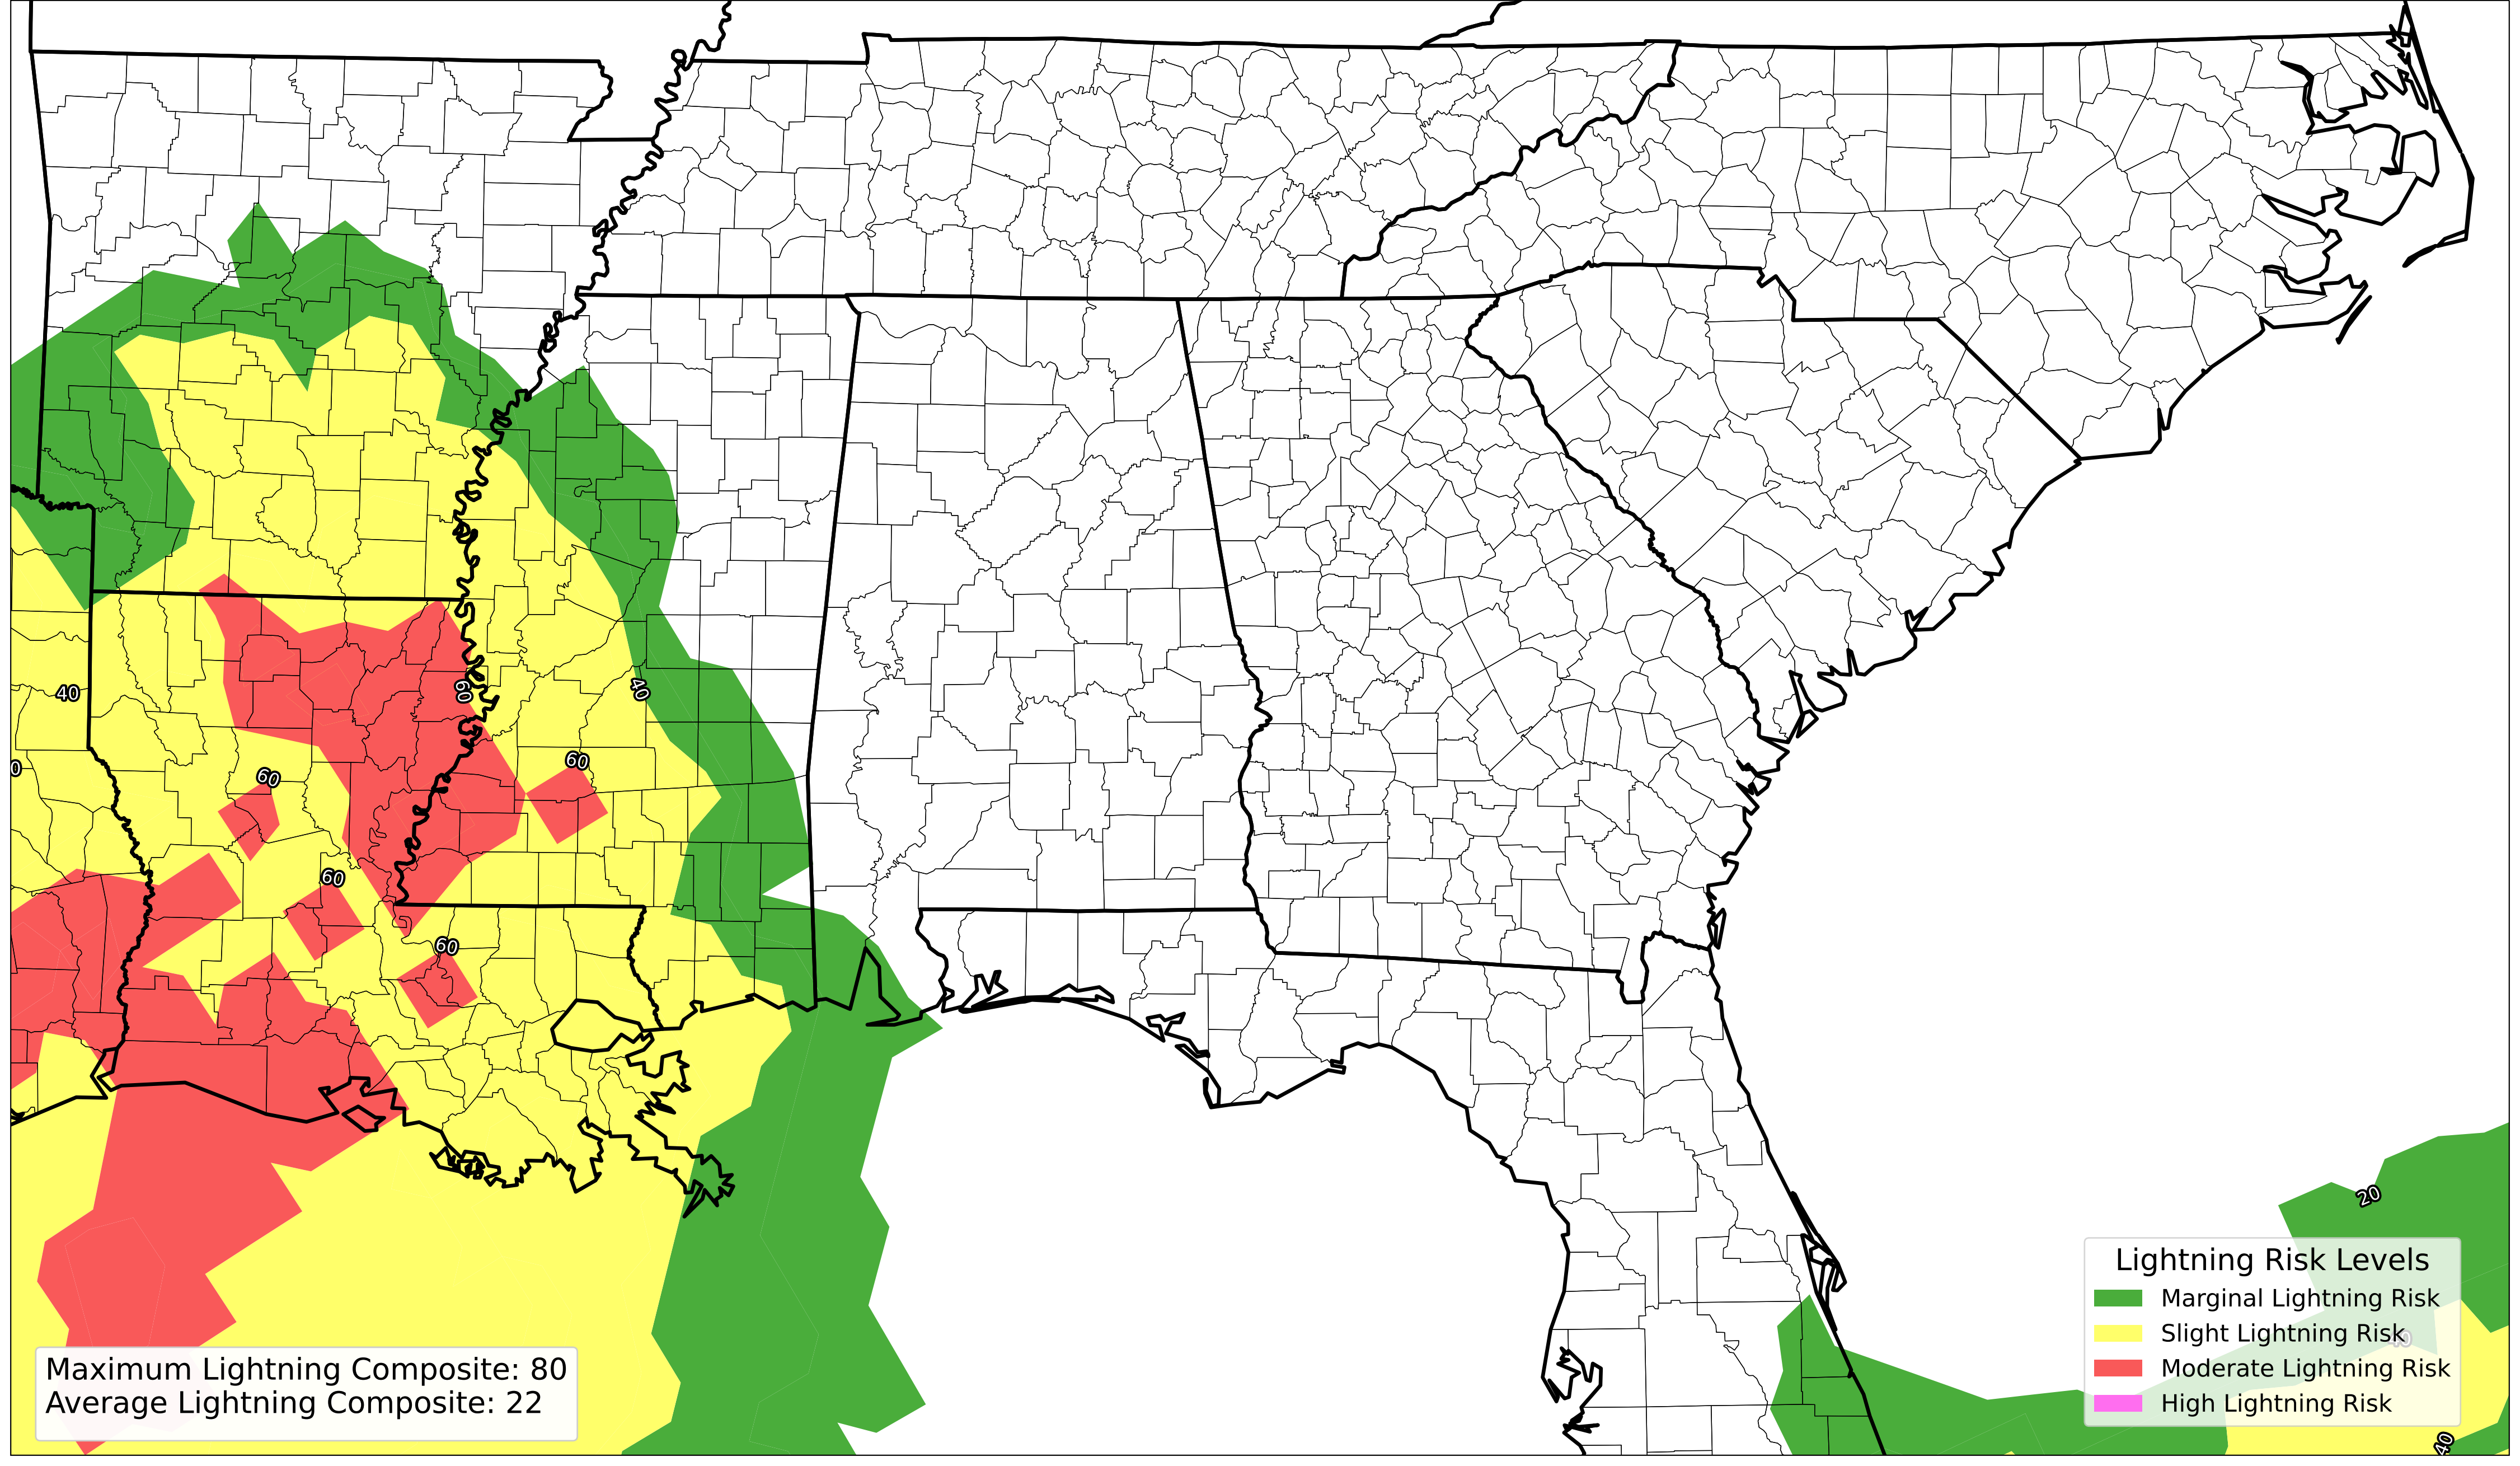 40
60
40
0
60
60
60
60
20
Lightning Risk Levels
Marginal Lightning Risk
Slight Lightning Risk
Moderate Lightning Risk
High Lightning Risk
Maximum Lightning Composite: 80
Average Lightning Composite: 22
40